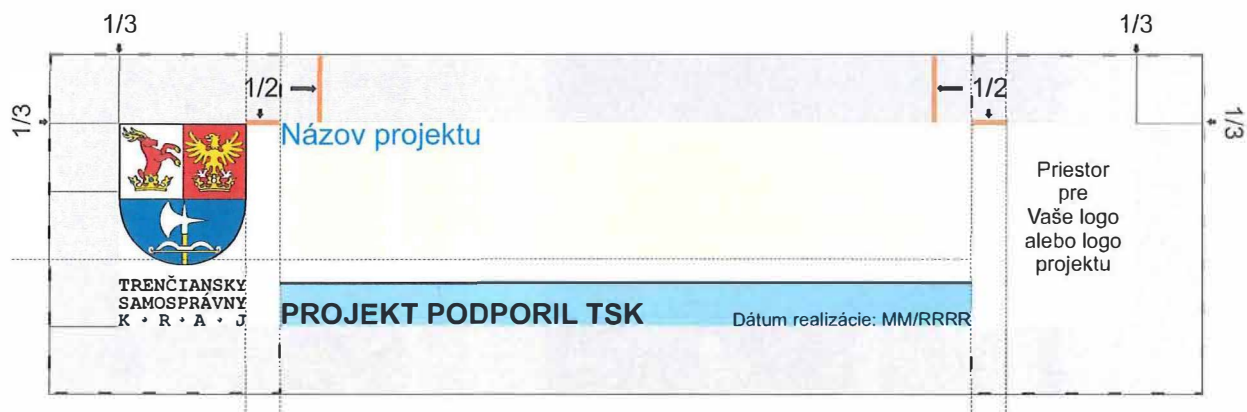 1/3
1/3
1/2
1/2
1/3
1/3
Názov projektu
Priestor
pre
Vaše logo
alebo logo
projektu
TRENČIANSKY
SAMOSPRÁVNY
K · R · A · J
PROJEKT PODPORIL TSK
Dátum realizácie: MM/RRRR